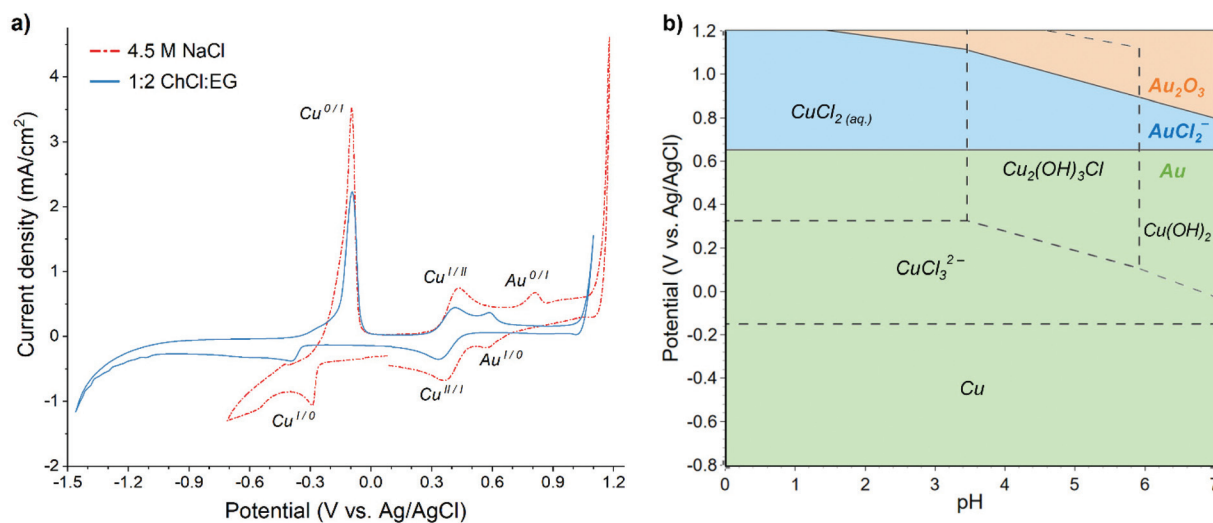 a)
4.5 M NaCl
1:2 ChCl:EG
Cu⁰/ᴵ
Cuᴵ/ᴵᴵ
Au⁰/ᴵ
Auᴵ/⁰
Cuᴵᴵ/ᴵ
Cuᴵ/⁰
Current density (mA/cm²)
4
3
2
1
0
-1
-2
-1.5 -1.2 -0.9 -0.6 -0.3 0.0 0.3 0.6 0.9 1.2
Potential (V vs. Ag/AgCl)
b)
Au₂O₃
CuCl₂ (aq.)
AuCl₂⁻
Cu₂(OH)₃Cl
Au
Cu(OH)₂
CuCl₃²⁻
Cu
Potential (V vs. Ag/AgCl)
1.2
1.0
0.8
0.6
0.4
0.2
0.0
-0.2
-0.4
-0.6
-0.8
0 1 2 3 4 5 6 7
pH